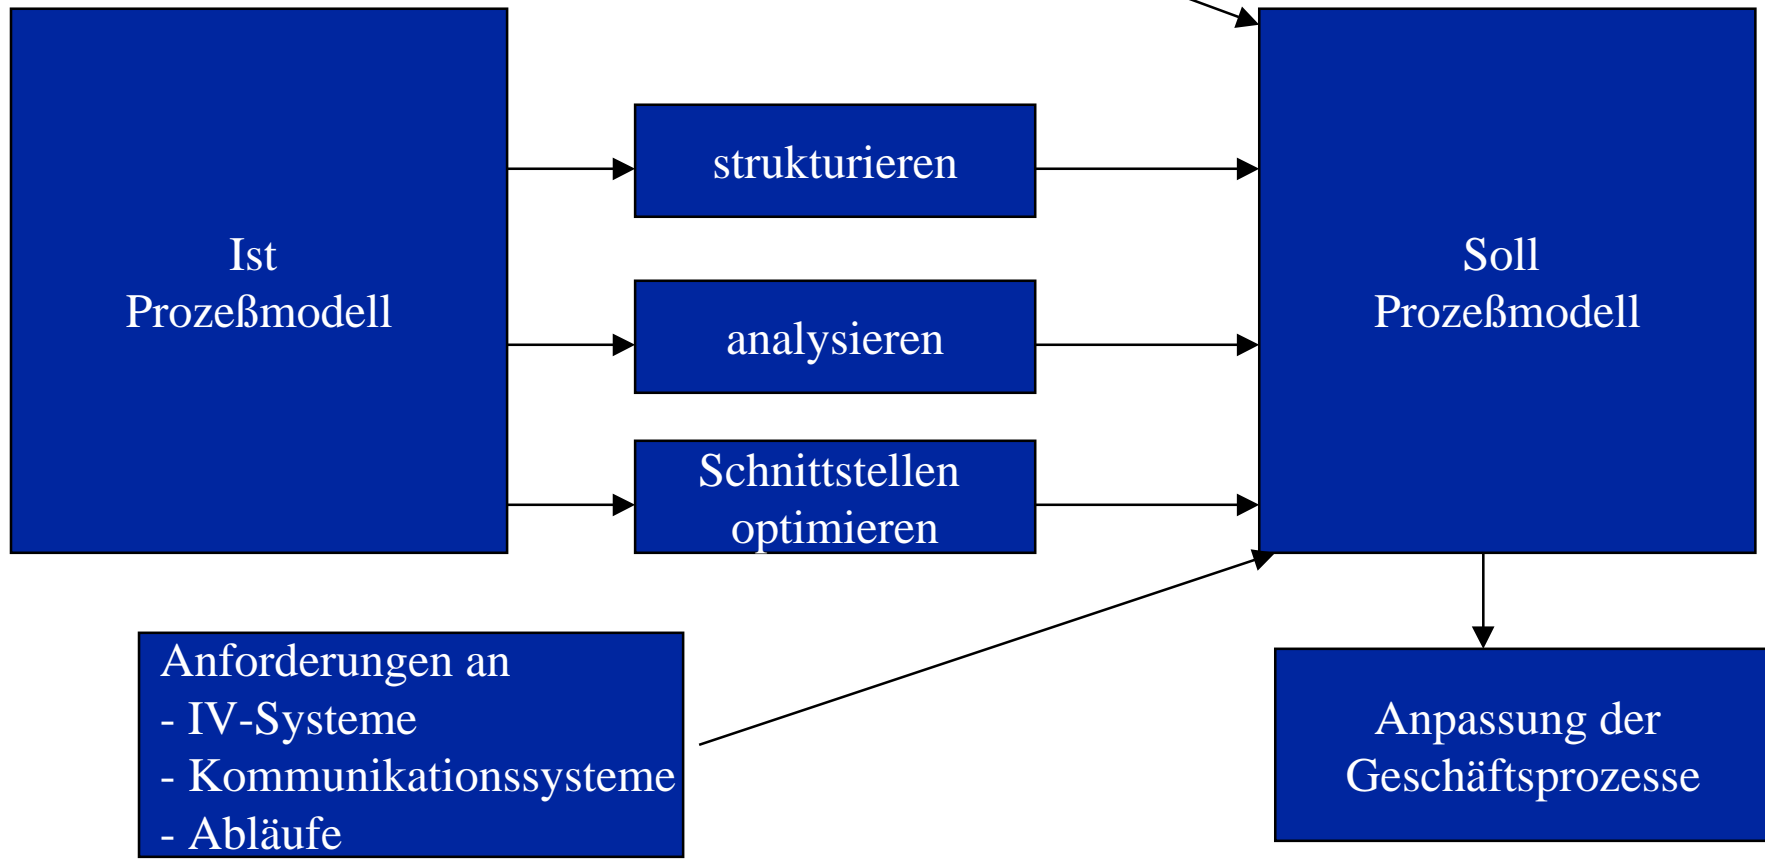 Ist
Prozeßmodell
strukturieren
analysieren
Schnittstellen
optimieren
Soll
Prozeßmodell
Anforderungen an
- IV-Systeme
- Kommunikationssysteme
- Abläufe
Anpassung der
Geschäftsprozesse